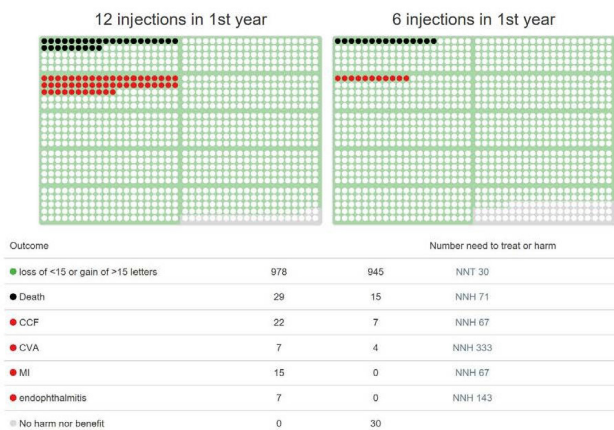 12 injections in 1st year
6 injections in 1st year
Outcome Number need to treat or harm
loss of <15 or gain of >15 letters 978 945 NNT 30
Death 29 15 NNH 71
CCF 22 7 NNH 67
CVA 7 4 NNH 333
MI 15 0 NNH 67
endophthalmitis 7 0 NNH 143
No harm nor benefit 0 30